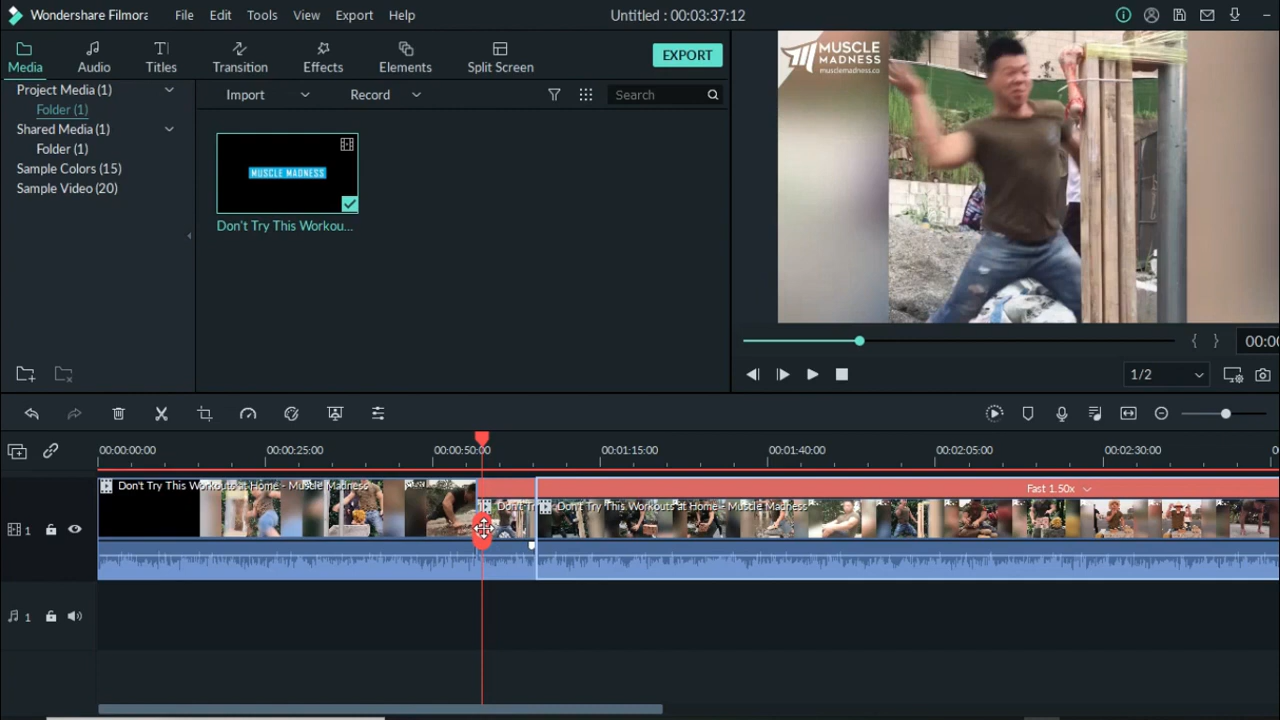 Wondershare Filmora
File
Edit
Tools
View
Export
Help
Untitled : 00:03:37:12
Media
Audio
Titles
Transition
Effects
Elements
Split Screen
EXPORT
MUSCLE
MADNESS
musclemadness.co
Project Media (1)
Folder (1)
Shared Media (1)
Folder (1)
Sample Colors (15)
Sample Video (20)
Import
Record
Search
MUSCLE MADNESS
Don't Try This Workou...
00:00
1/2
00:00:00:00
00:00:25:00
00:00:50:00
00:01:15:00
00:01:40:00
00:02:05:00
00:02:30:00
Don't Try This Workouts at Home - Muscle Madness
Fast 1.50x
Don't Tr
Don't Try This Workouts at Home - Muscle Madness
1
1